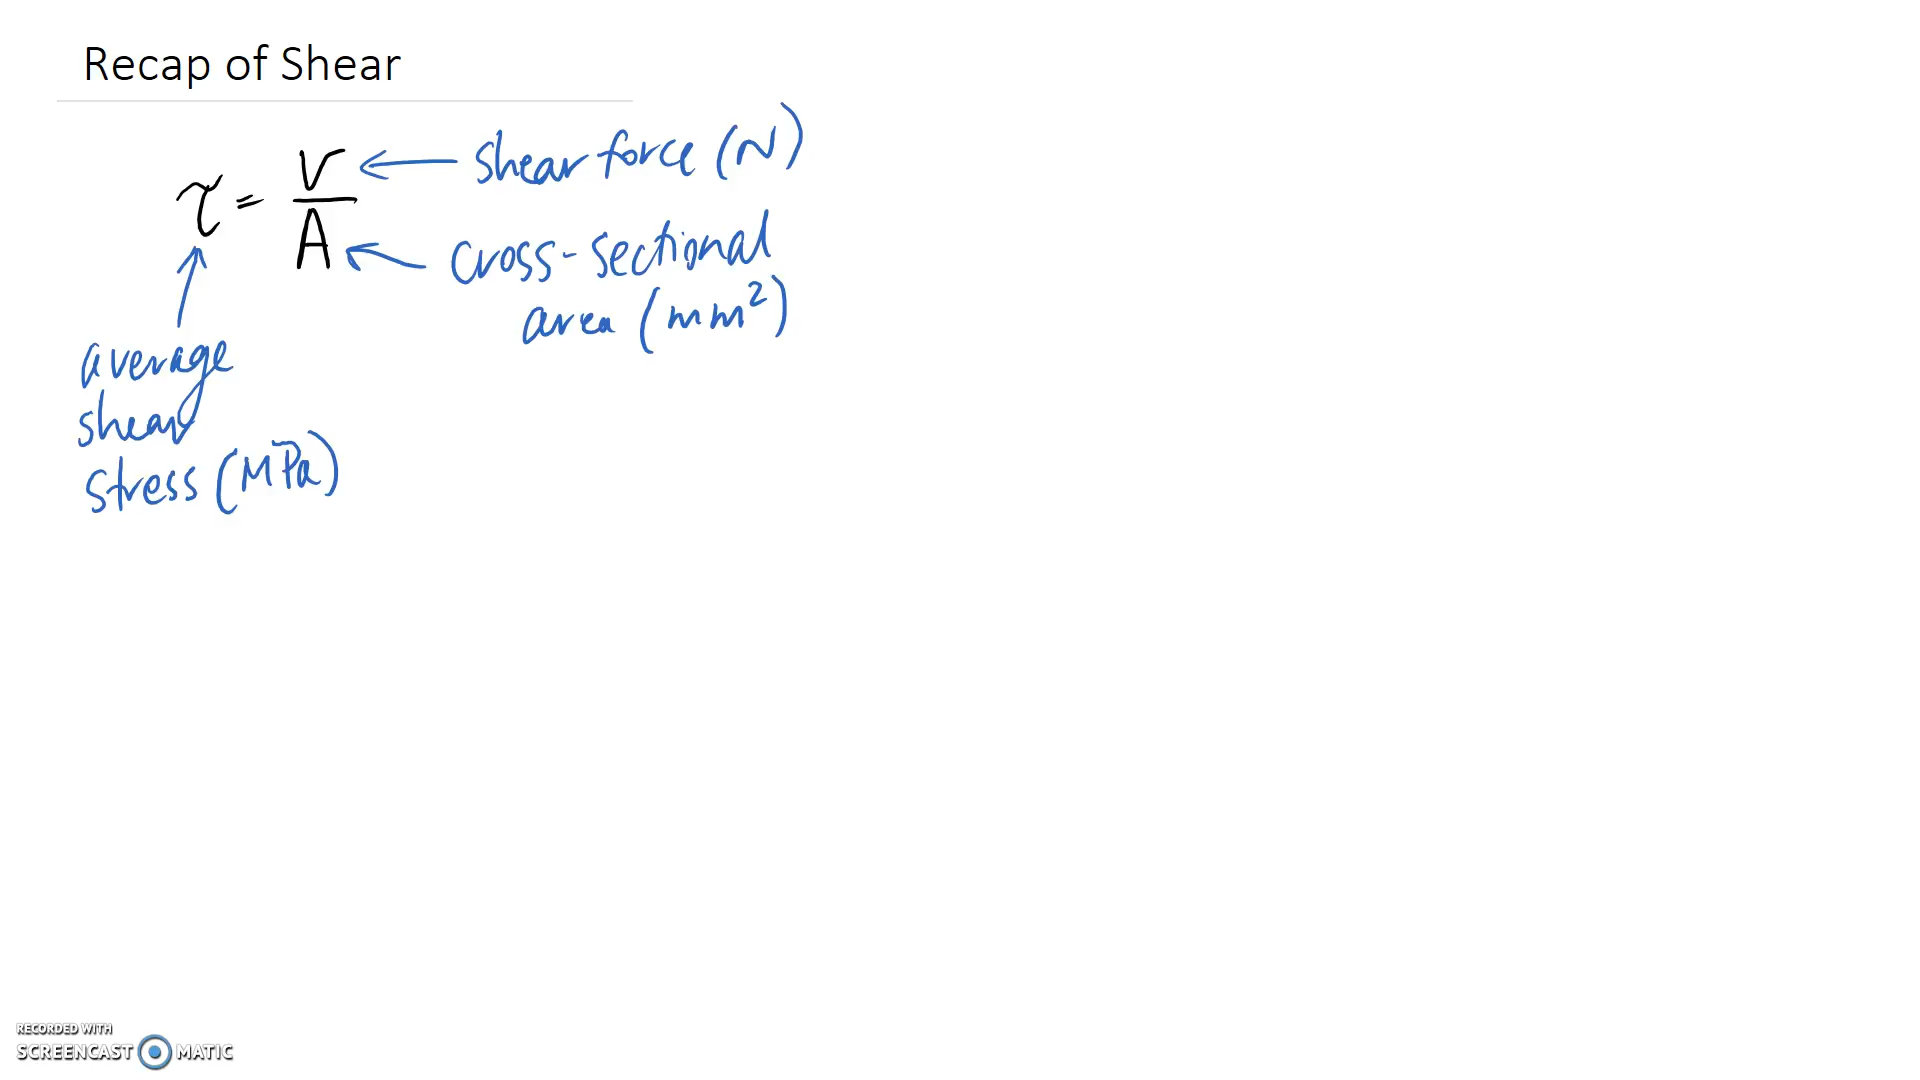 Recap of Shear
τ = V/A
shear force (N)
cross-sectional
area (mm²)
average
shear
stress (MPa)
RECORDED WITH
SCREENCAST MATIC